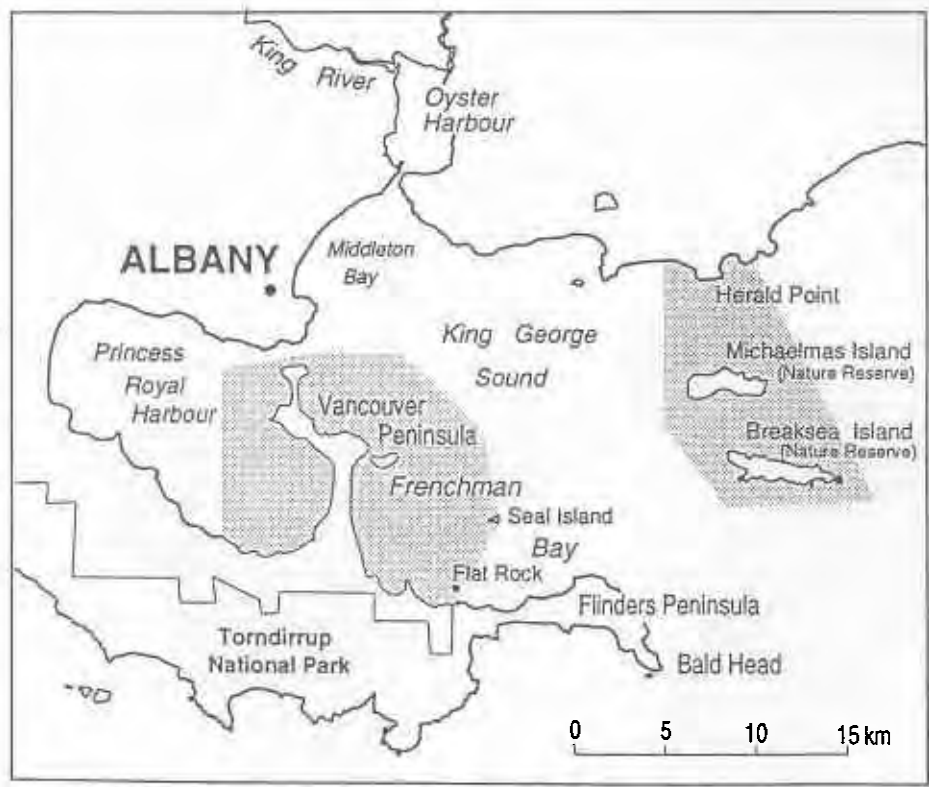 King River
Oyster
Harbour
ALBANY
Middleton
Bay
King George
Sound
Herald Point
Michaelmas Island
(Nature Reserve)
Princess
Royal
Harbour
Vancouver
Peninsula
Breaksea Island
(Nature Reserve)
Frenchman
Bay
Seal Island
Flat Rock
Flinders Peninsula
Torndirrup
National Park
Bald Head
0 5 10 15 km